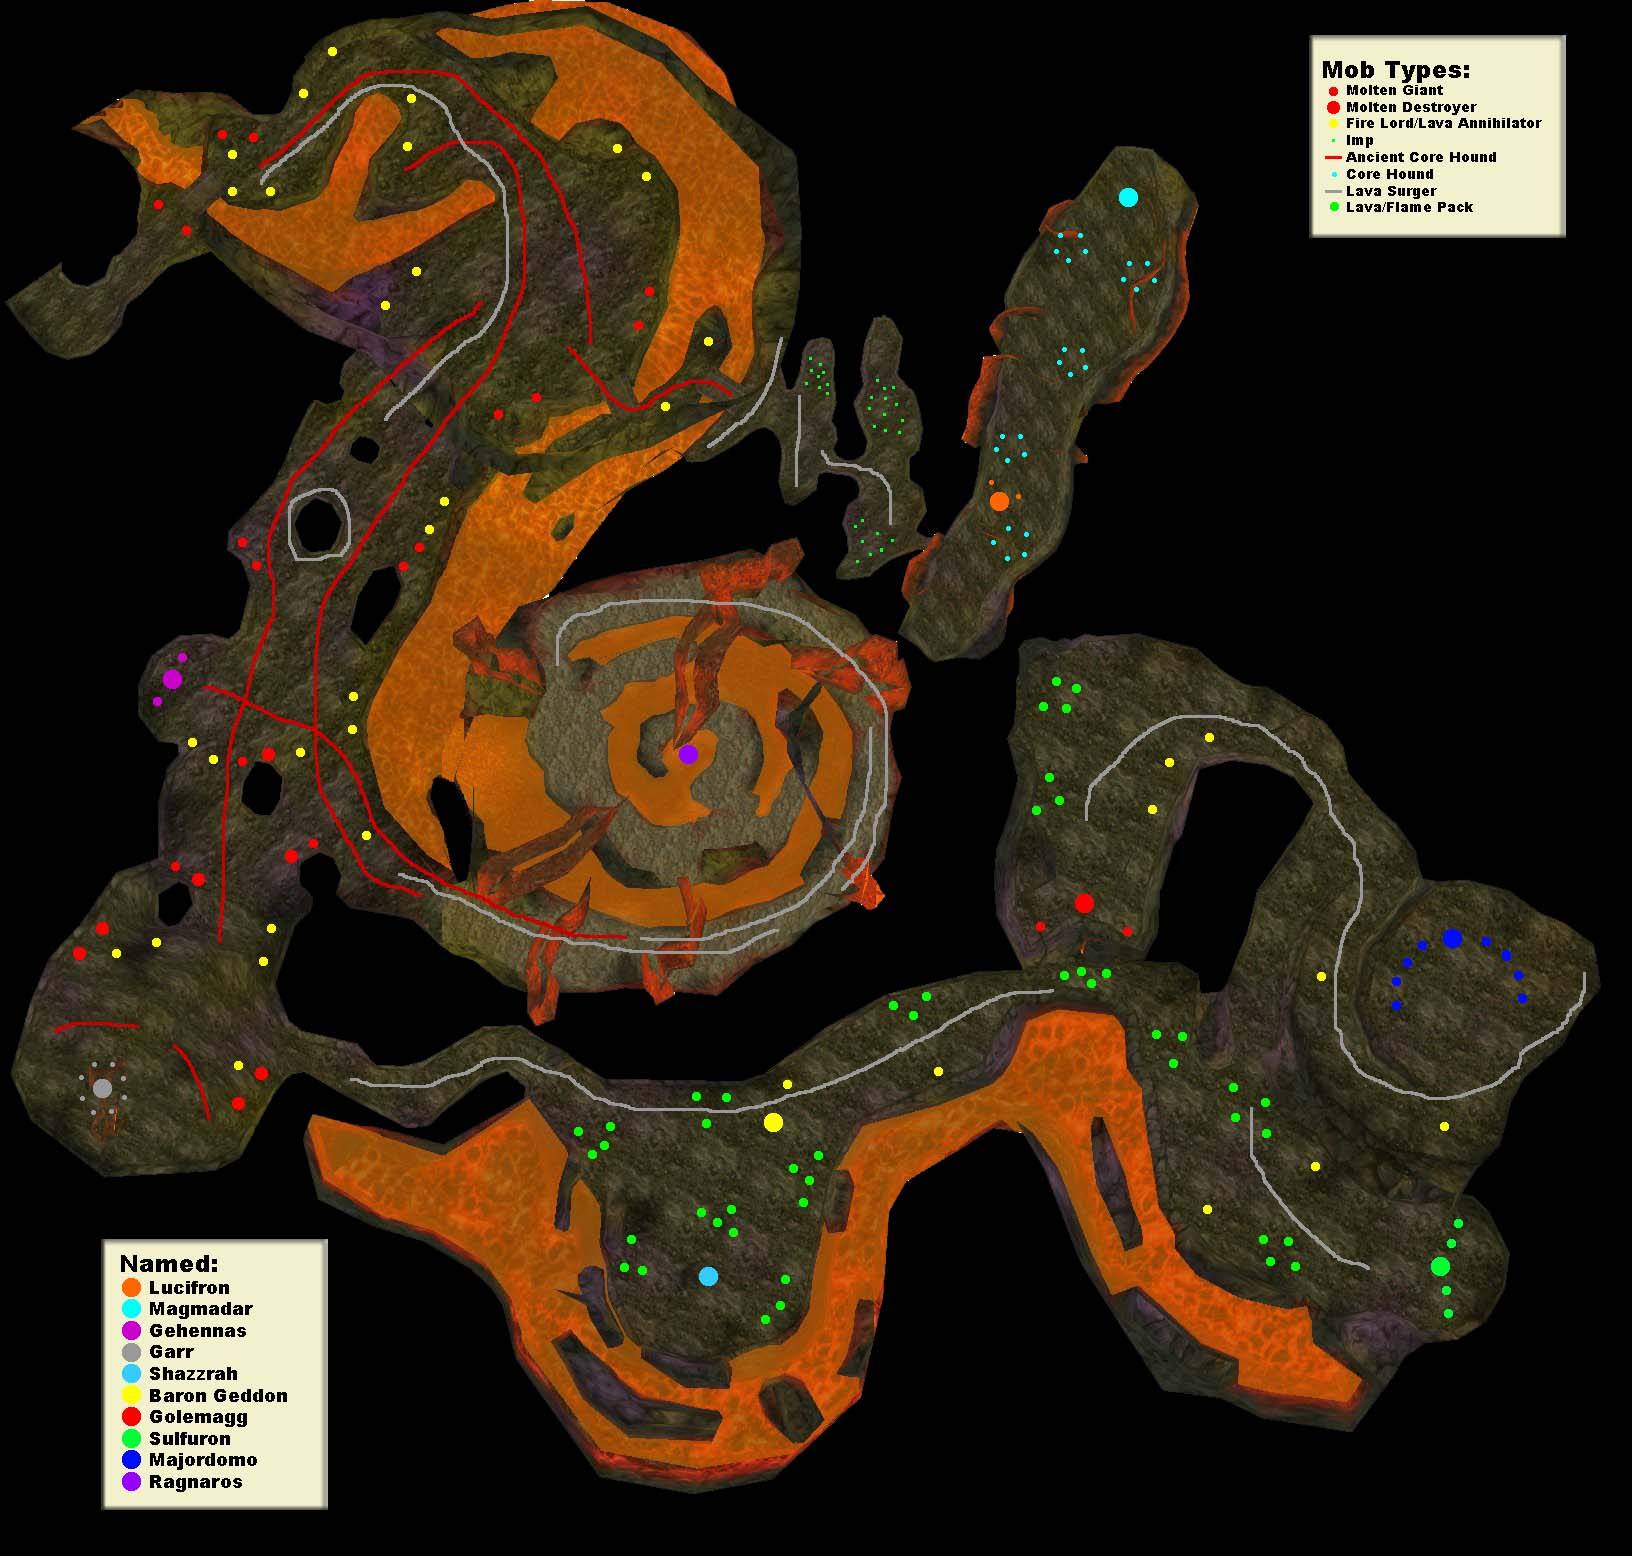 Mob Types:
Molten Giant
Molten Destroyer
Fire Lord/Lava Annihilator
Imp
Ancient Core Hound
Core Hound
Lava Surger
Lava/Flame Pack
Named:
Lucifron
Magmadar
Gehennas
Garr
Shazzrah
Baron Geddon
Golemagg
Sulfuron
Majordomo
Ragnaros